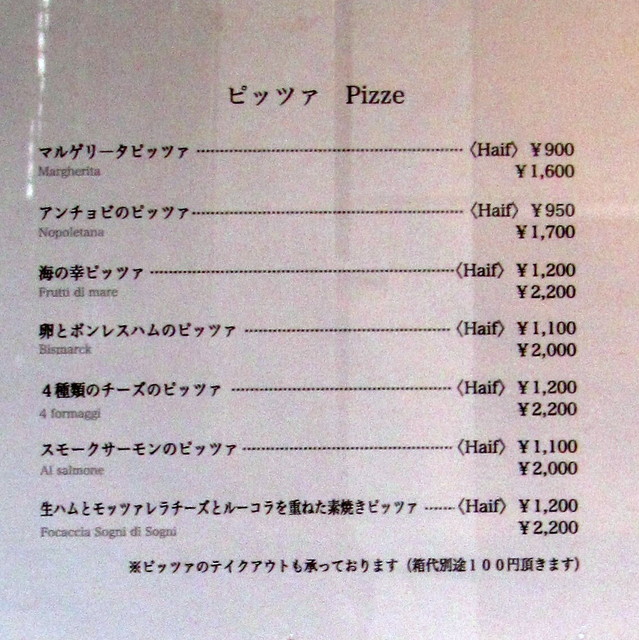 ピッツァ　Pizze
マルゲリータピッツァ ………………………… 〈Haif〉 ￥900
Margherita ￥1,600
アンチョビのピッツァ ………………………… 〈Haif〉 ￥950
Nopoletana ￥1,700
海の幸ピッツァ ………………………… 〈Haif〉 ￥1,200
Frutti di mare ￥2,200
卵とボンレスハムのピッツァ ………………………… 〈Haif〉 ￥1,100
Bismarck ￥2,000
４種類のチーズのピッツァ ………………………… 〈Haif〉 ￥1,200
4 formaggi ￥2,200
スモークサーモンのピッツァ ………………………… 〈Haif〉 ￥1,100
Al salmone ￥2,000
生ハムとモッツァレラチーズとルーコラを重ねた素焼きピッツァ …… 〈Haif〉 ￥1,200
Focaccia Sogni di Sogni ￥2,200
※ピッツァのテイクアウトも承っております（箱代別途１００円頂きます）